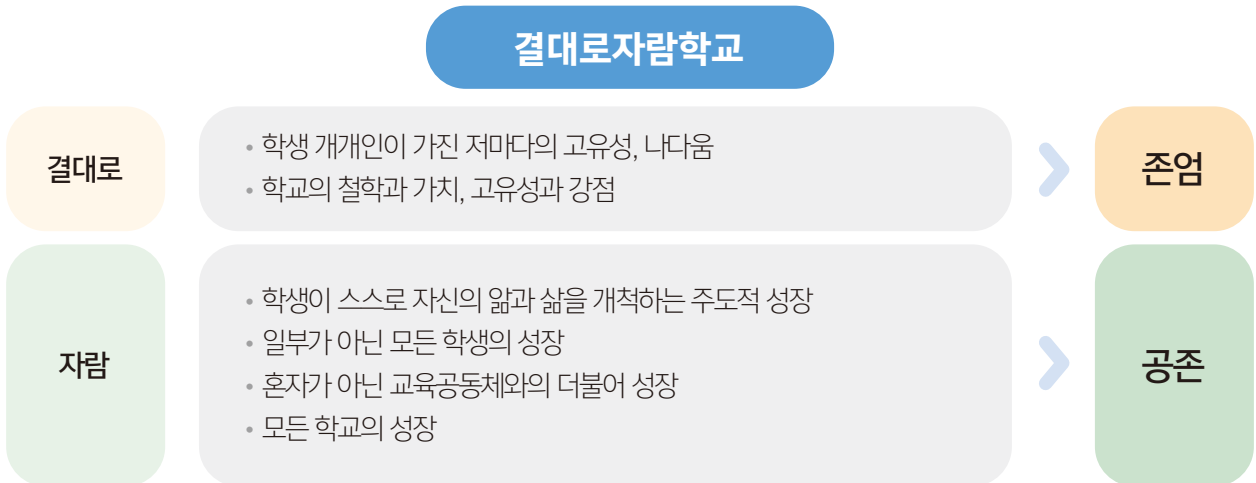 결대로자람학교
결대로
• 학생 개개인이 가진 저마다의 고유성, 나다움
• 학교의 철학과 가치, 고유성과 강점
존엄
자람
• 학생이 스스로 자신의 앎과 삶을 개척하는 주도적 성장
• 일부가 아닌 모든 학생의 성장
• 혼자가 아닌 교육공동체와의 더불어 성장
• 모든 학교의 성장
공존